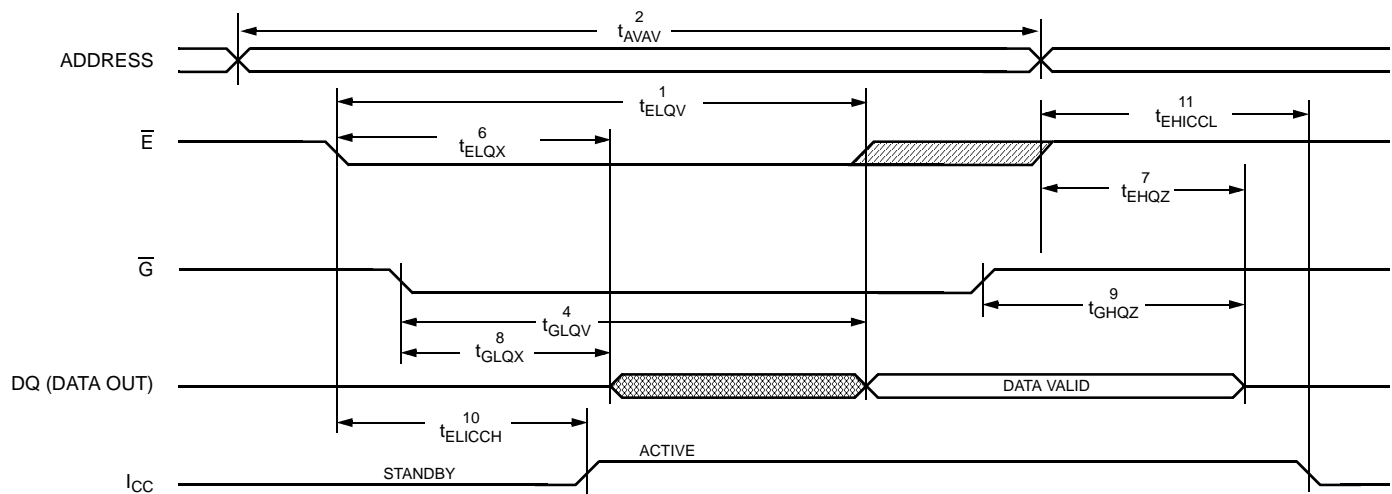 2
tAVAV
ADDRESS
1
tELQV
11
tEHICCL
E
6
tELQX
7
tEHQZ
G
9
tGHQZ
4
tGLQV
8
tGLQX
DQ (DATA OUT)
DATA VALID
10
tELICCH
ACTIVE
STANDBY
ICC